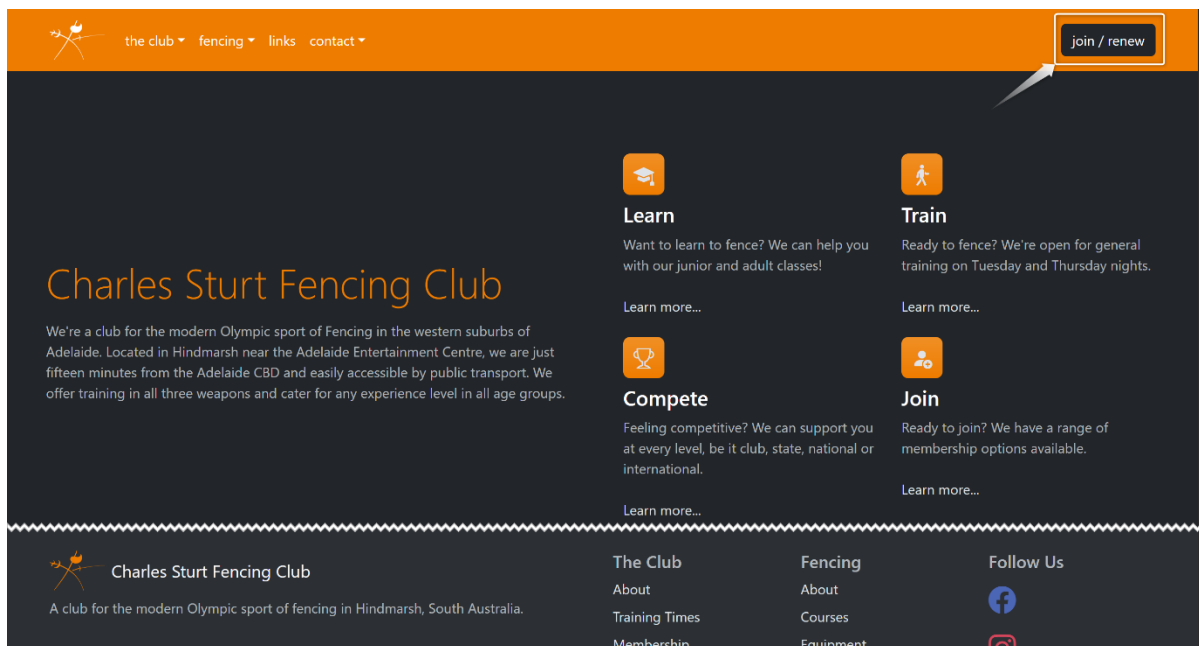 the club fencing links contact
join / renew
Charles Sturt Fencing Club
We're a club for the modern Olympic sport of Fencing in the western suburbs of
Adelaide. Located in Hindmarsh near the Adelaide Entertainment Centre, we are just
fifteen minutes from the Adelaide CBD and easily accessible by public transport. We
offer training in all three weapons and cater for any experience level in all age groups.
Learn
Want to learn to fence? We can help you
with our junior and adult classes!
Learn more...
Train
Ready to fence? We're open for general
training on Tuesday and Thursday nights.
Learn more...
Compete
Feeling competitive? We can support you
at every level, be it club, state, national or
international.
Learn more...
Join
Ready to join? We have a range of
membership options available.
Learn more...
Charles Sturt Fencing Club
A club for the modern Olympic sport of fencing in Hindmarsh, South Australia.
The Club
About
Training Times
Membership
Fencing
About
Courses
Equipment
Follow Us